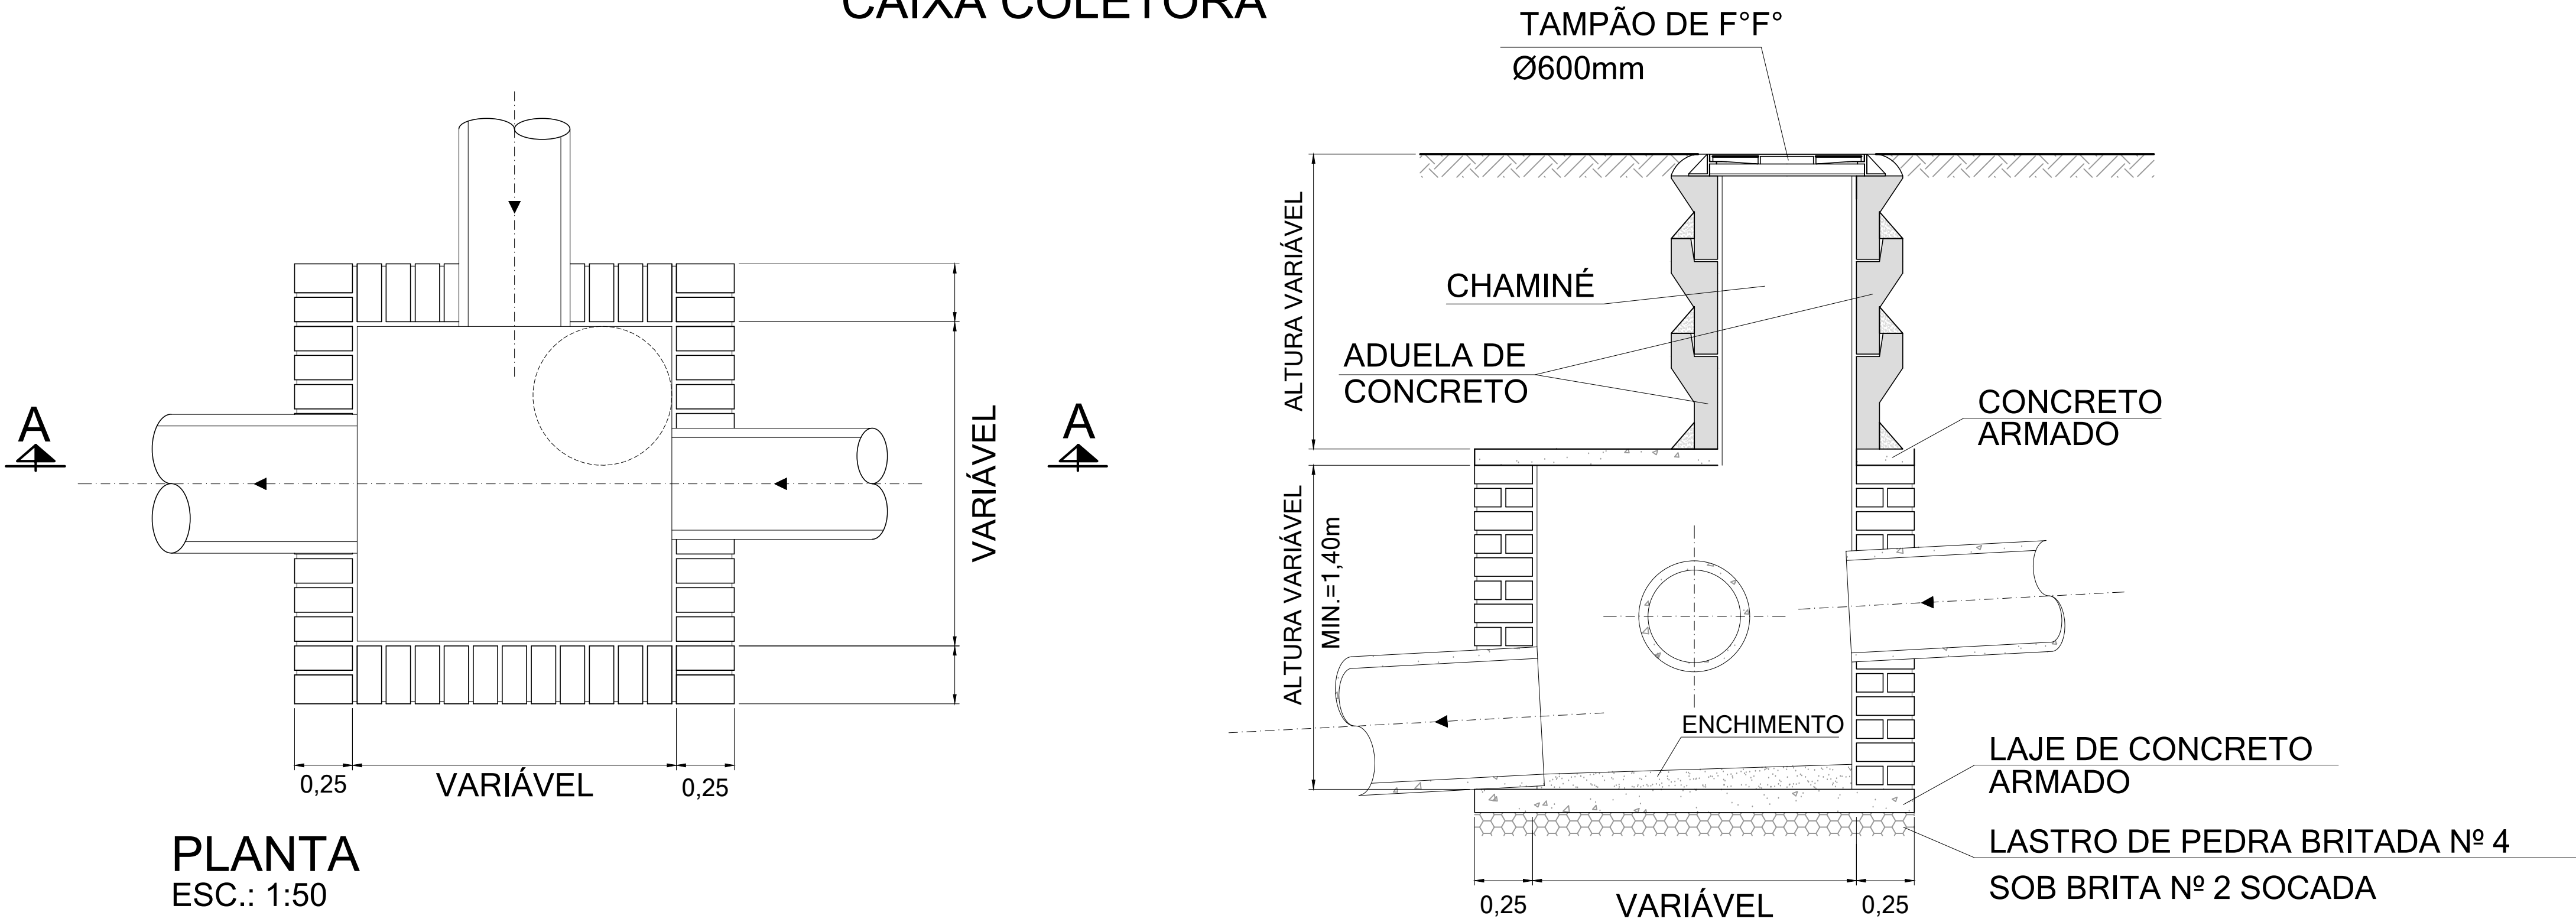 CAIXA COLETORA
TAMPÃO DE F°F°
Ø600mm
A
A
VARIÁVEL
0,25
VARIÁVEL
0,25
PLANTA
ESC.: 1:50
ALTURA VARIÁVEL
CHAMINÉ
ADUELA DE
CONCRETO
CONCRETO
ARMADO
ALTURA VARIÁVEL
MIN.=1,40m
ENCHIMENTO
LAJE DE CONCRETO
ARMADO
LASTRO DE PEDRA BRITADA Nº 4
SOB BRITA Nº 2 SOCADA
0,25
VARIÁVEL
0,25